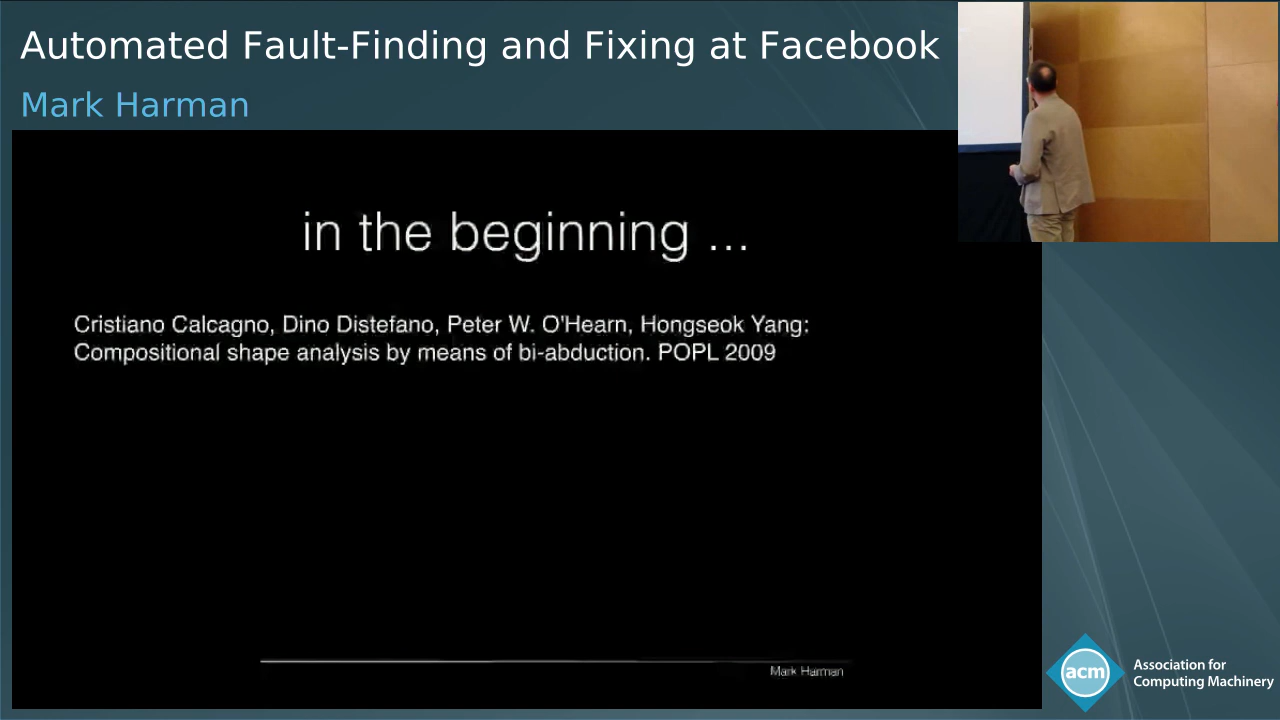 Automated Fault-Finding and Fixing at Facebook
Mark Harman
in the beginning ...
Cristiano Calcagno, Dino Distefano, Peter W. O'Hearn, Hongseok Yang:
Compositional shape analysis by means of bi-abduction. POPL 2009
Mark Harman
acm
Association for
Computing Machinery